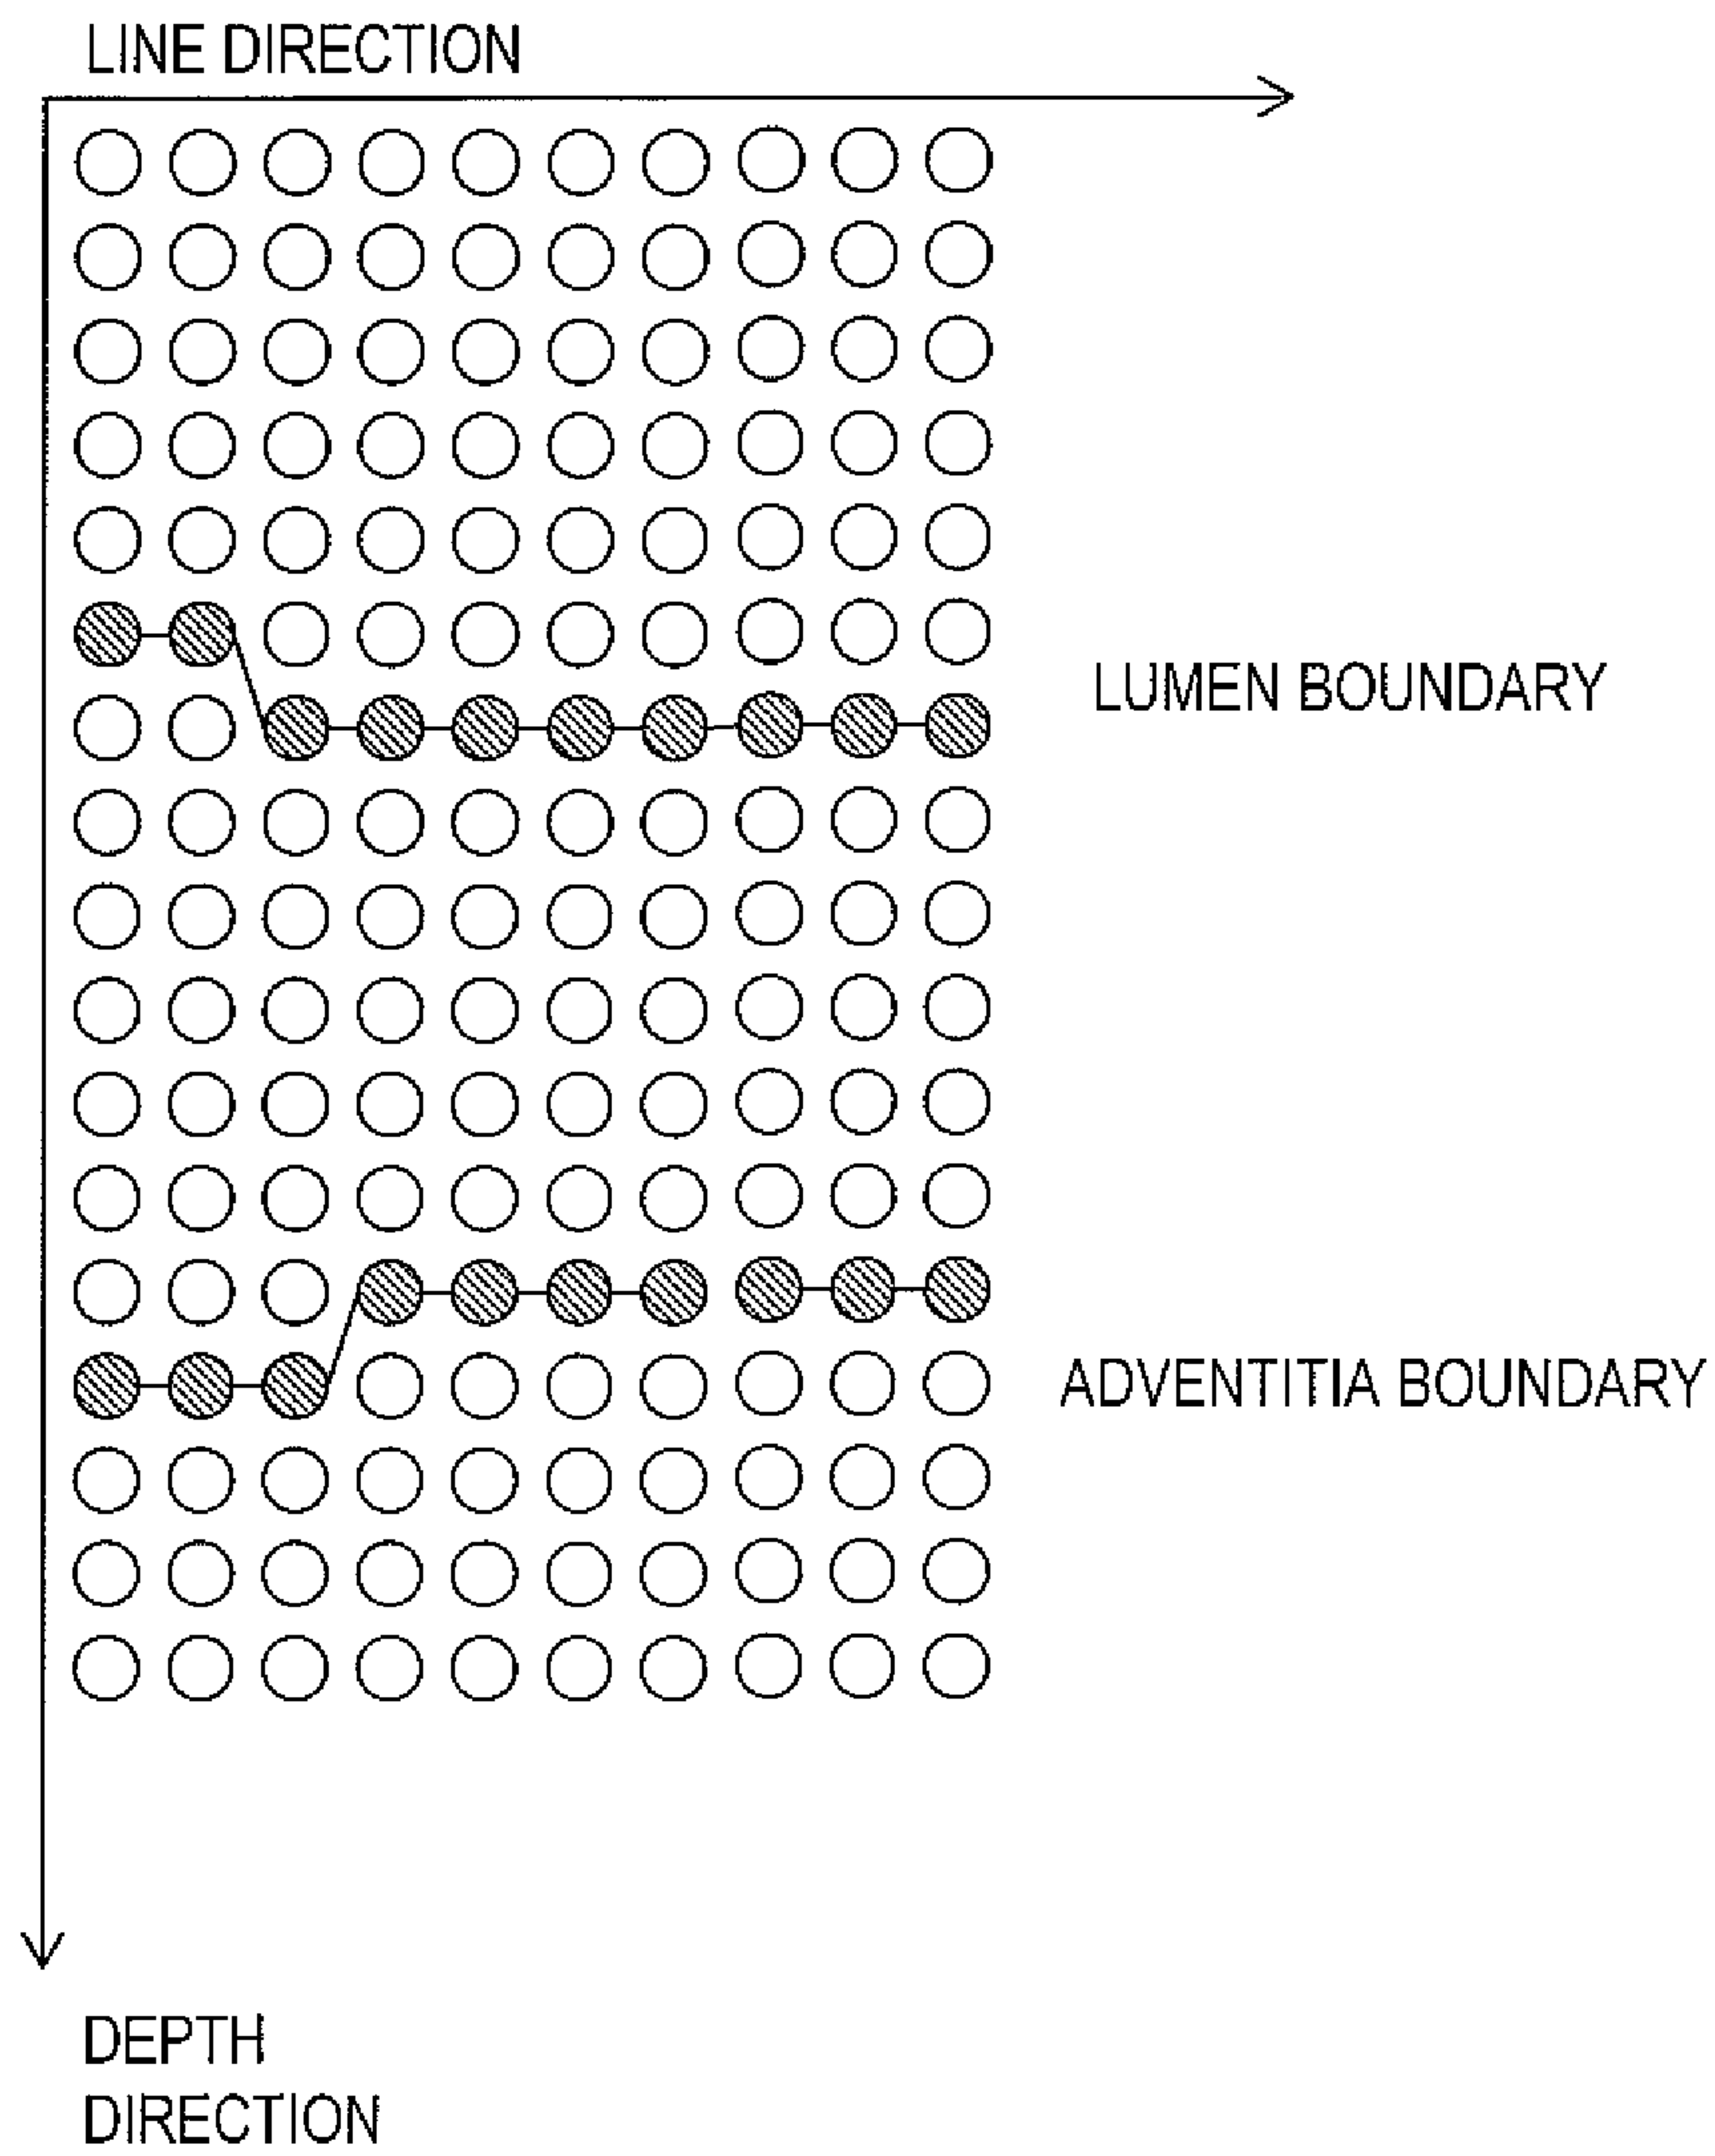 LINE DIRECTION
LUMEN BOUNDARY
ADVENTITIA BOUNDARY
DEPTH
DIRECTION